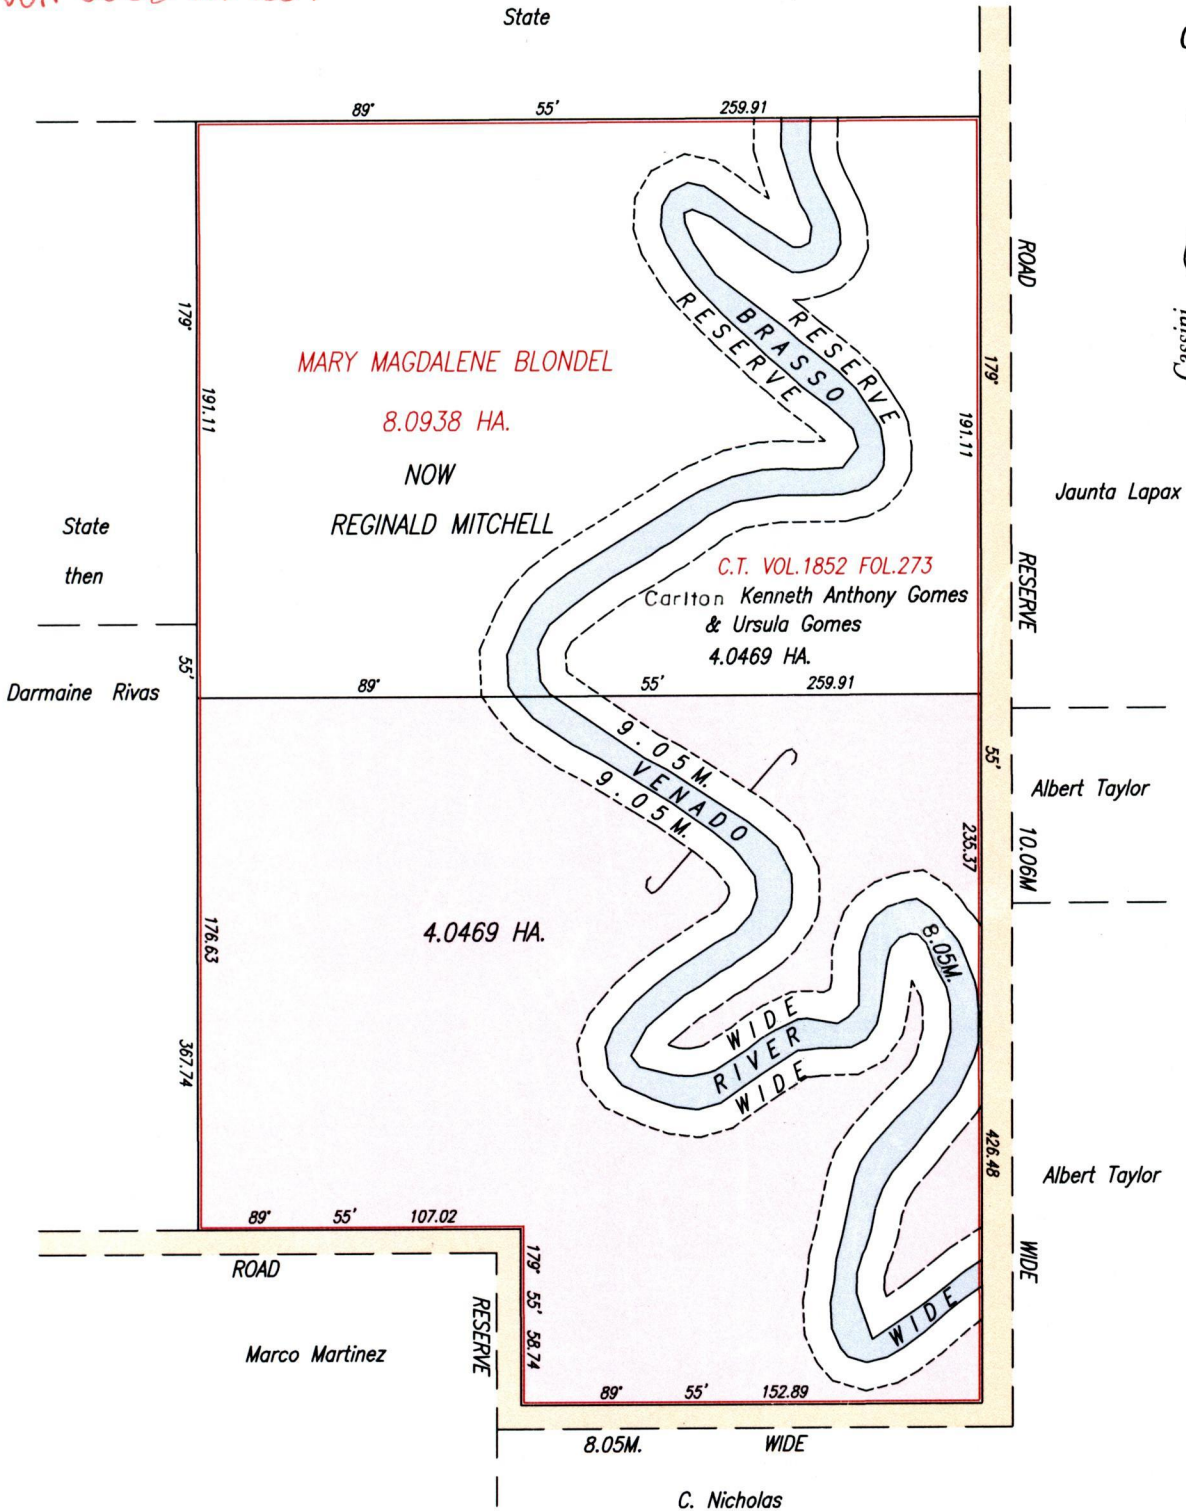 State
89° 55' 259.91
ROAD
RESERVE
BRASSO
RESERVE
179°
191.11
MARY MAGDALENE BLONDEL
8.0938 HA.
NOW
REGINALD MITCHELL
179°
191.11
Cassini
Jaunta Lapax
State
then
RESERVE
C.T. VOL.1852 FOL.273
Carlton Kenneth Anthony Gomes
& Ursula Gomes
4.0469 HA.
55'
Darmaine Rivas
89° 55' 259.91
9.05M.
VENADO
9.05M.
55'
Albert Taylor
235.37
10.06M
176.63
4.0469 HA.
8.05M.
WIDE
RIVER
WIDE
367.74
426.48
Albert Taylor
89° 55' 107.02
ROAD
179° 55' 58.74
RESERVE
WIDE
WIDE
Marco Martinez
89° 55' 152.89
8.05M. WIDE
C. Nicholas